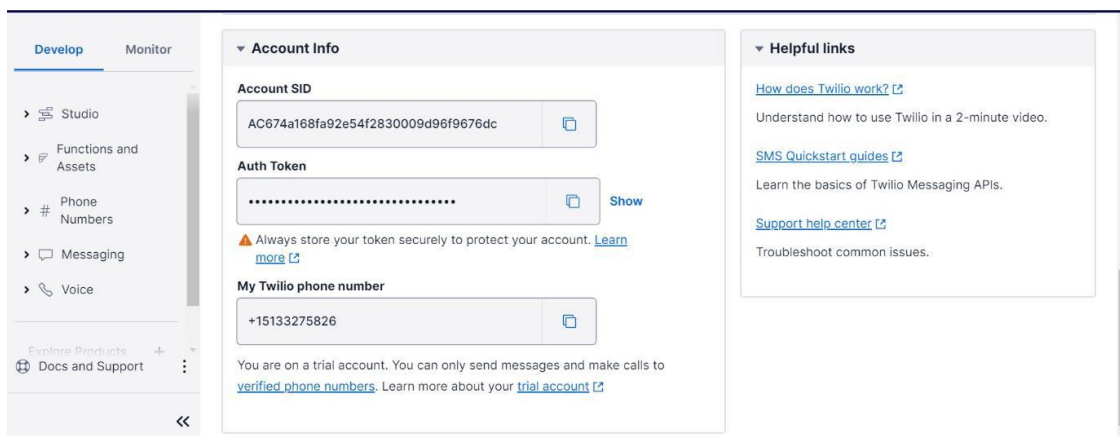 Develop
Monitor
Studio
Functions and
Assets
Phone
Numbers
Messaging
Voice
Explore Products
Docs and Support
Account Info
Account SID
AC674a168fa92e54f2830009d96f9676dc
Auth Token
Show
Always store your token securely to protect your account. Learn
more
My Twilio phone number
+15133275826
You are on a trial account. You can only send messages and make calls to
verified phone numbers. Learn more about your trial account
Helpful links
How does Twilio work?
Understand how to use Twilio in a 2-minute video.
SMS Quickstart guides
Learn the basics of Twilio Messaging APIs.
Support help center
Troubleshoot common issues.